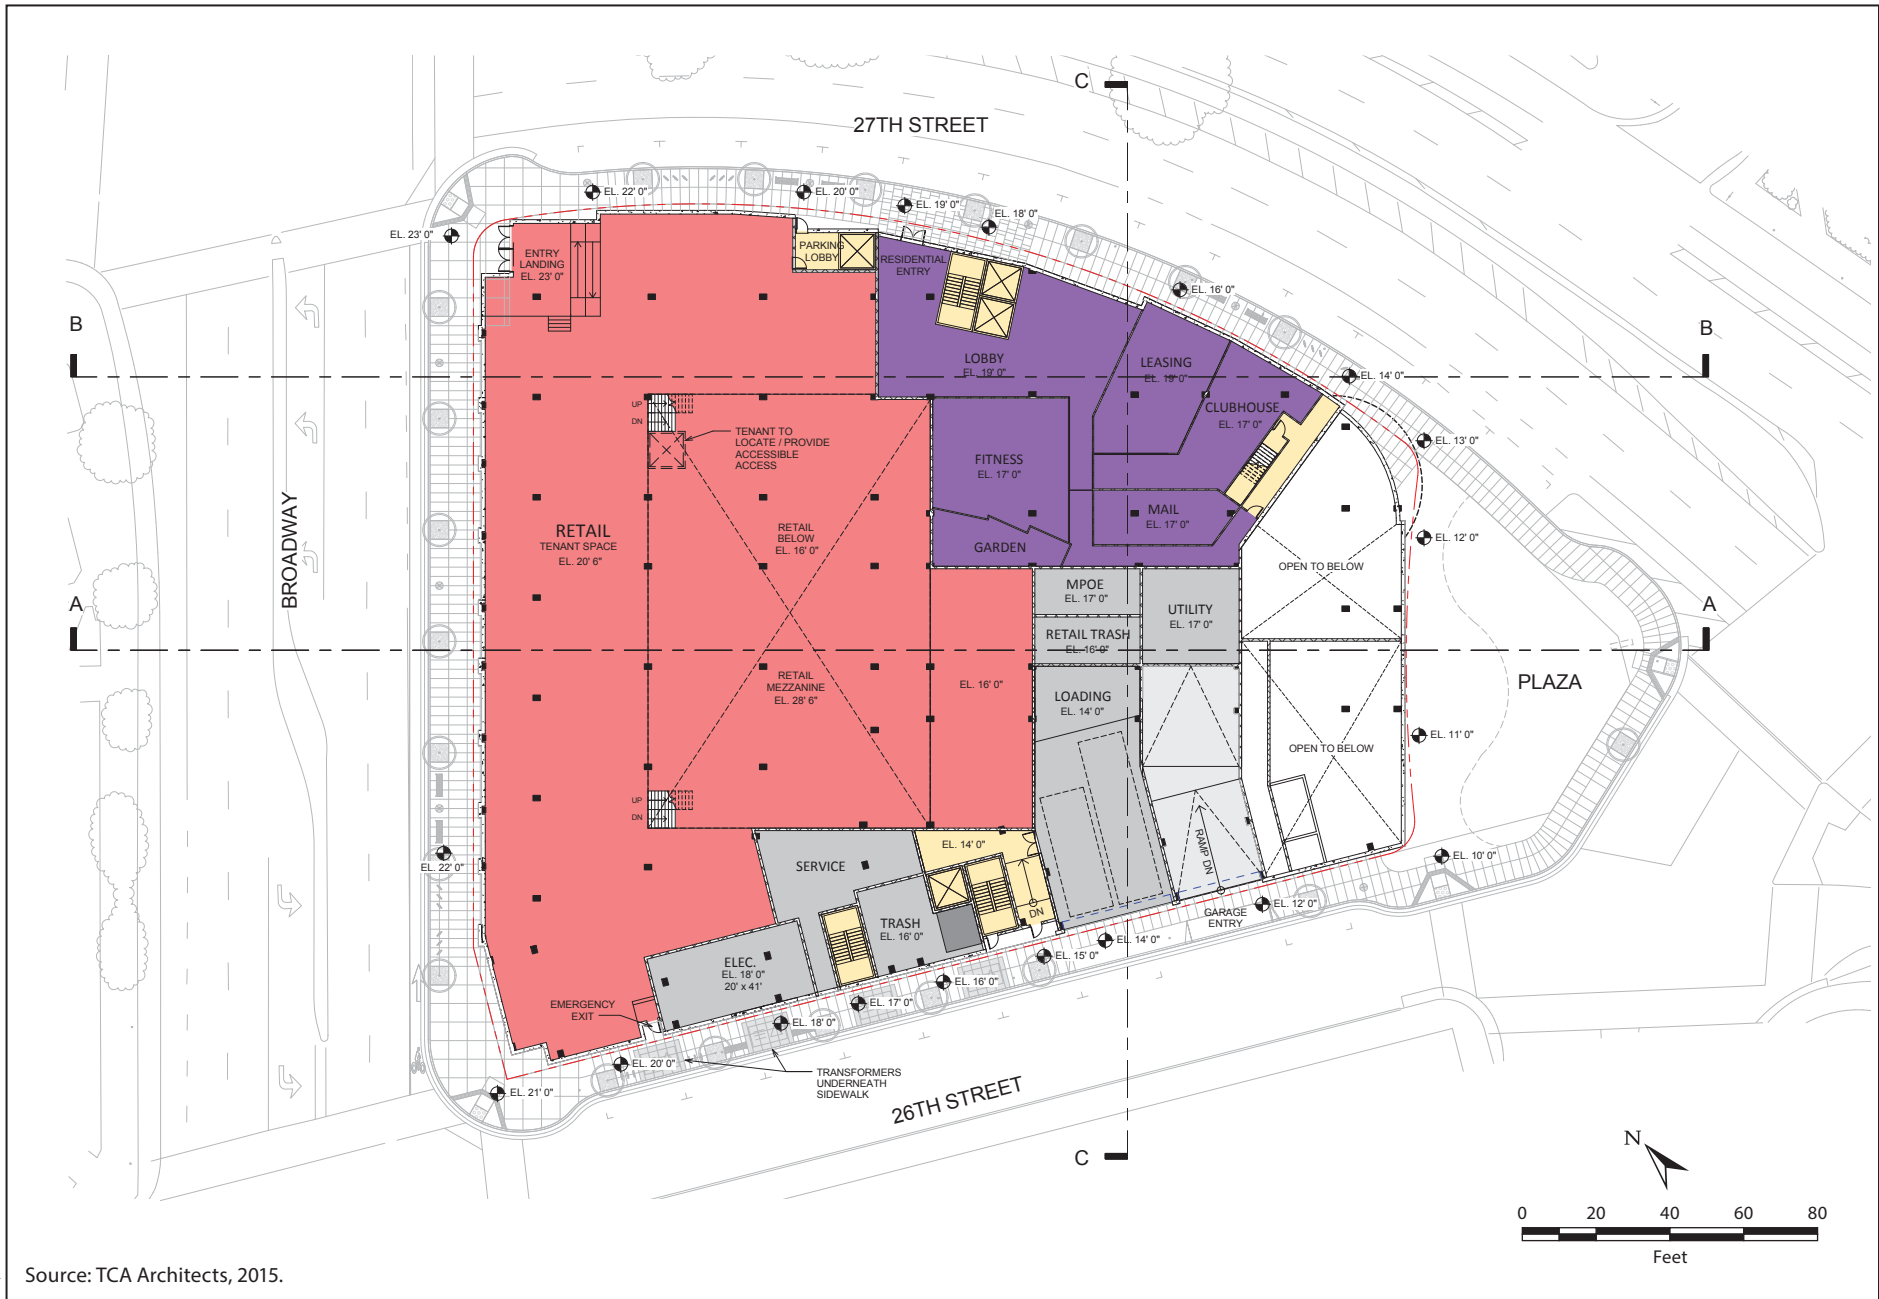 C
27TH STREET
EL. 22' 0"
EL. 20' 0"
EL. 19' 0"
EL. 18' 0"
EL. 23' 0"
ENTRY
LANDING
EL. 23' 0"
PARKING
LOBBY
RESIDENTIAL
ENTRY
EL. 16' 0"
B
B
LOBBY
EL. 19' 0"
LEASING
EL. 19' 0"
EL. 14' 0"
CLUBHOUSE
EL. 17' 0"
UP
DN
TENANT TO
LOCATE / PROVIDE
ACCESSIBLE
ACCESS
EL. 13' 0"
FITNESS
EL. 17' 0"
MAIL
EL. 17' 0"
GARDEN
BROADWAY
RETAIL
TENANT SPACE
EL. 20' 6"
RETAIL
BELOW
EL. 16' 0"
EL. 12' 0"
OPEN TO BELOW
MPOE
EL. 17' 0"
UTILITY
EL. 17' 0"
RETAIL TRASH
EL. 16' 0"
A
A
RETAIL
MEZZANINE
EL. 28' 6"
EL. 16' 0"
LOADING
EL. 14' 0"
PLAZA
EL. 11' 0"
OPEN TO BELOW
UP
DN
RAMP DN
EL. 22' 0"
SERVICE
EL. 14' 0"
EL. 10' 0"
TRASH
EL. 16' 0"
DN
GARAGE
ENTRY
EL. 12' 0"
EL. 14' 0"
EL. 15' 0"
ELEC.
EL. 18' 0"
20' x 41'
EL. 16' 0"
EL. 17' 0"
EMERGENCY
EXIT
EL. 18' 0"
EL. 20' 0"
EL. 21' 0"
TRANSFORMERS
UNDERNEATH
SIDEWALK
26TH STREET
C
N
0 20 40 60 80
Feet
Source: TCA Architects, 2015.